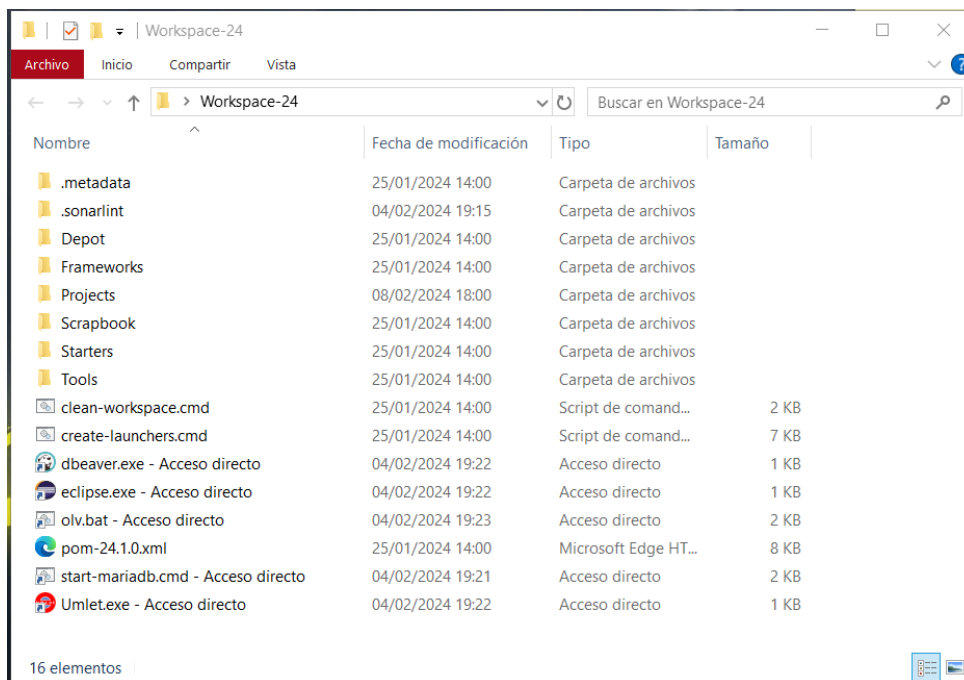 Workspace-24
Archivo Inicio Compartir Vista ?
> Workspace-24 Buscar en Workspace-24
Nombre Fecha de modificación Tipo Tamaño
.metadata 25/01/2024 14:00 Carpeta de archivos
.sonarlint 04/02/2024 19:15 Carpeta de archivos
Depot 25/01/2024 14:00 Carpeta de archivos
Frameworks 25/01/2024 14:00 Carpeta de archivos
Projects 08/02/2024 18:00 Carpeta de archivos
Scrapbook 25/01/2024 14:00 Carpeta de archivos
Starters 25/01/2024 14:00 Carpeta de archivos
Tools 25/01/2024 14:00 Carpeta de archivos
clean-workspace.cmd 25/01/2024 14:00 Script de comand... 2 KB
create-launchers.cmd 25/01/2024 14:00 Script de comand... 7 KB
dbeaver.exe - Acceso directo 04/02/2024 19:22 Acceso directo 1 KB
eclipse.exe - Acceso directo 04/02/2024 19:22 Acceso directo 1 KB
olv.bat - Acceso directo 04/02/2024 19:23 Acceso directo 2 KB
pom-24.1.0.xml 25/01/2024 14:00 Microsoft Edge HT... 8 KB
start-mariadb.cmd - Acceso directo 04/02/2024 19:21 Acceso directo 2 KB
Umlet.exe - Acceso directo 04/02/2024 19:22 Acceso directo 1 KB
16 elementos